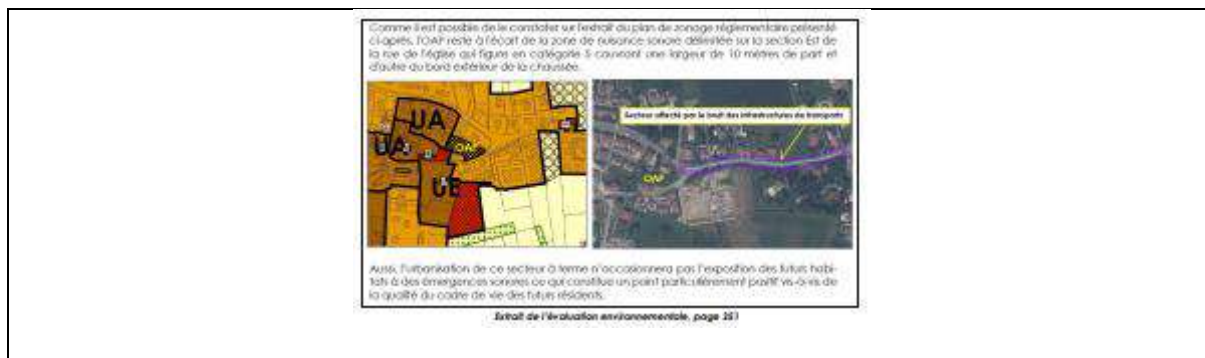 Comme il est possible de le constater sur l'extrait du plan de zonage réglementaire présenté
ci-après, l'OAP reste à l'écart de la zone de nuisance sonore délimitée sur la section Est de
la rue de l'église qui figure en catégorie 5 couvrant une largeur de 10 mètres de part et
d'autre du bord extérieur de la chaussée.
UA
UA
OAP
UE
Secteur affecté par le bruit des infrastructures de transports
OAP
Aussi, l'urbanisation de ce secteur à terme n'occasionnera pas l'exposition des futurs habi-
tats à des émergences sonores ce qui constitue un point particulièrement positif vis-à-vis de
la qualité du cadre de vie des futurs résidents.
Extrait de l'évaluation environnementale, page 351